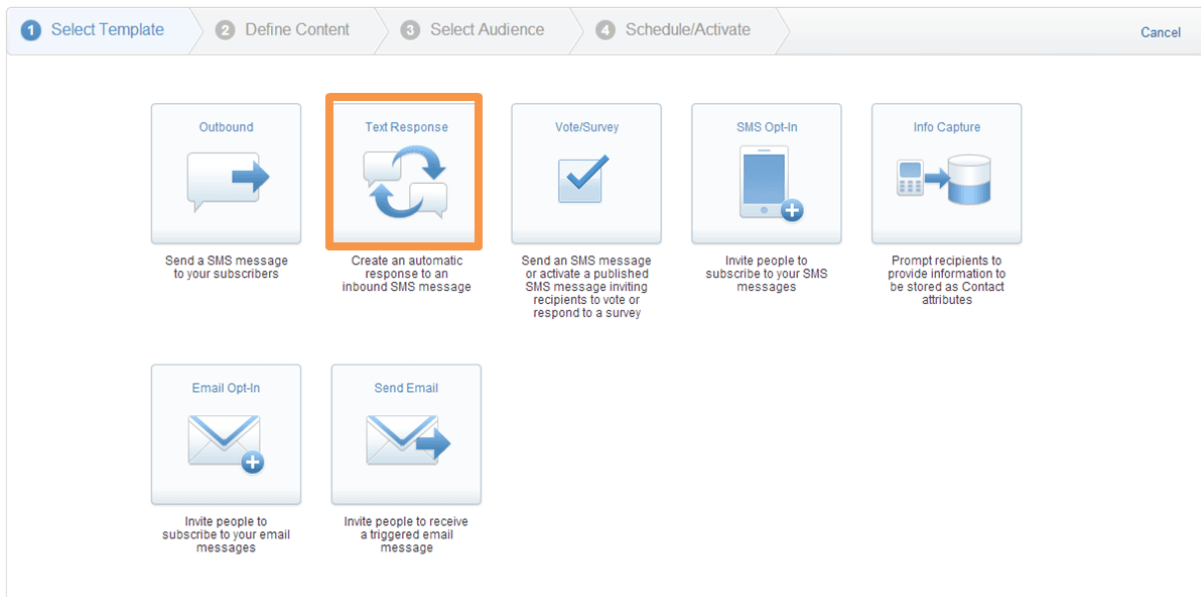 1 Select Template
2 Define Content
3 Select Audience
4 Schedule/Activate
Cancel
Outbound
Send a SMS message
to your subscribers
Text Response
Create an automatic
response to an
inbound SMS message
Vote/Survey
Send an SMS message
or activate a published
SMS message inviting
recipients to vote or
respond to a survey
SMS Opt-In
Invite people to
subscribe to your SMS
messages
Info Capture
Prompt recipients to
provide information to
be stored as Contact
attributes
Email Opt-In
Invite people to
subscribe to your email
messages
Send Email
Invite people to receive
a triggered email
message